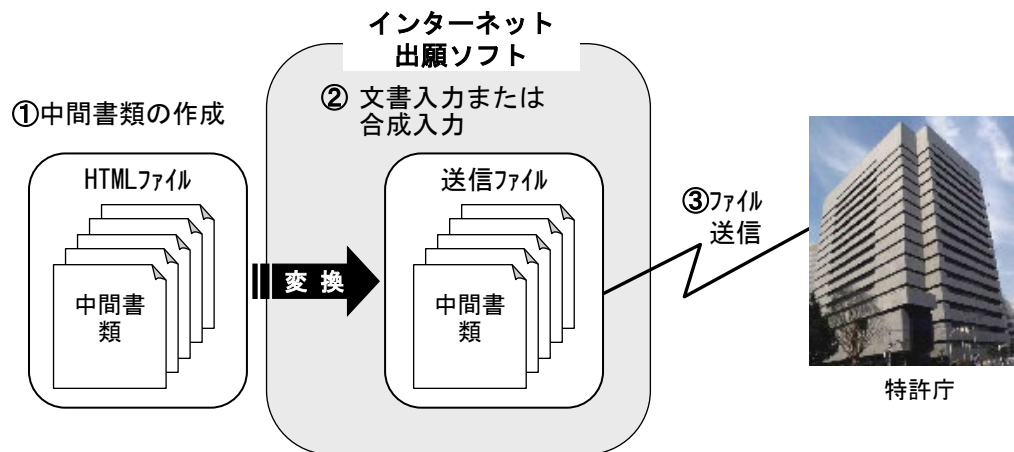 インターネット
出願ソフト
①中間書類の作成
② 文書入力または
合成入力
HTMLファイル
送信ファイル
③ファイル
送信
変 換
中間書
類
中間書
類
特許庁